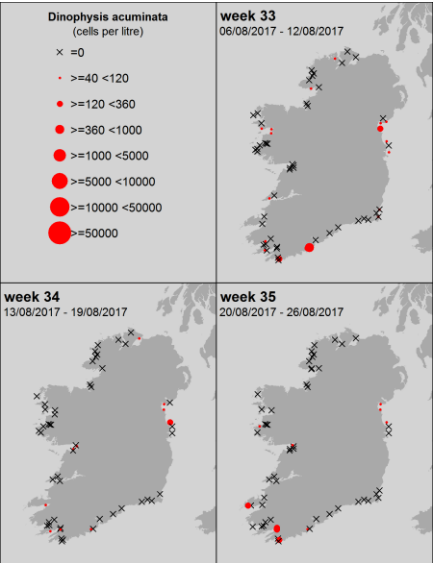 Dinophysis acuminata
(cells per litre)
=0
>=40 <120
>=120 <360
>=360 <1000
>=1000 <5000
>=5000 <10000
>=10000 <50000
>=50000
week 33
06/08/2017 - 12/08/2017
week 34
13/08/2017 - 19/08/2017
week 35
20/08/2017 - 26/08/2017